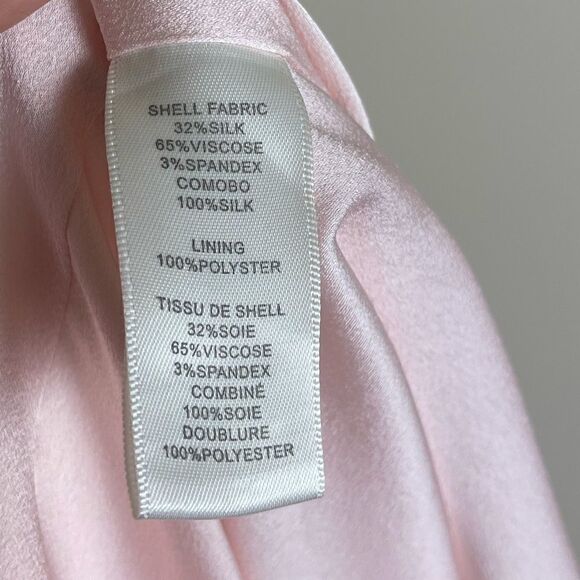 SHELL FABRIC
32%SILK
65%VISCOSE
3%SPANDEX
COMOBO
100%SILK
LINING
100%POLYSTER
TISSU DE SHELL
32%SOIE
65%VISCOSE
3%SPANDEX
COMBINÉ
100%SOIE
DOUBLURE
100%POLYESTER